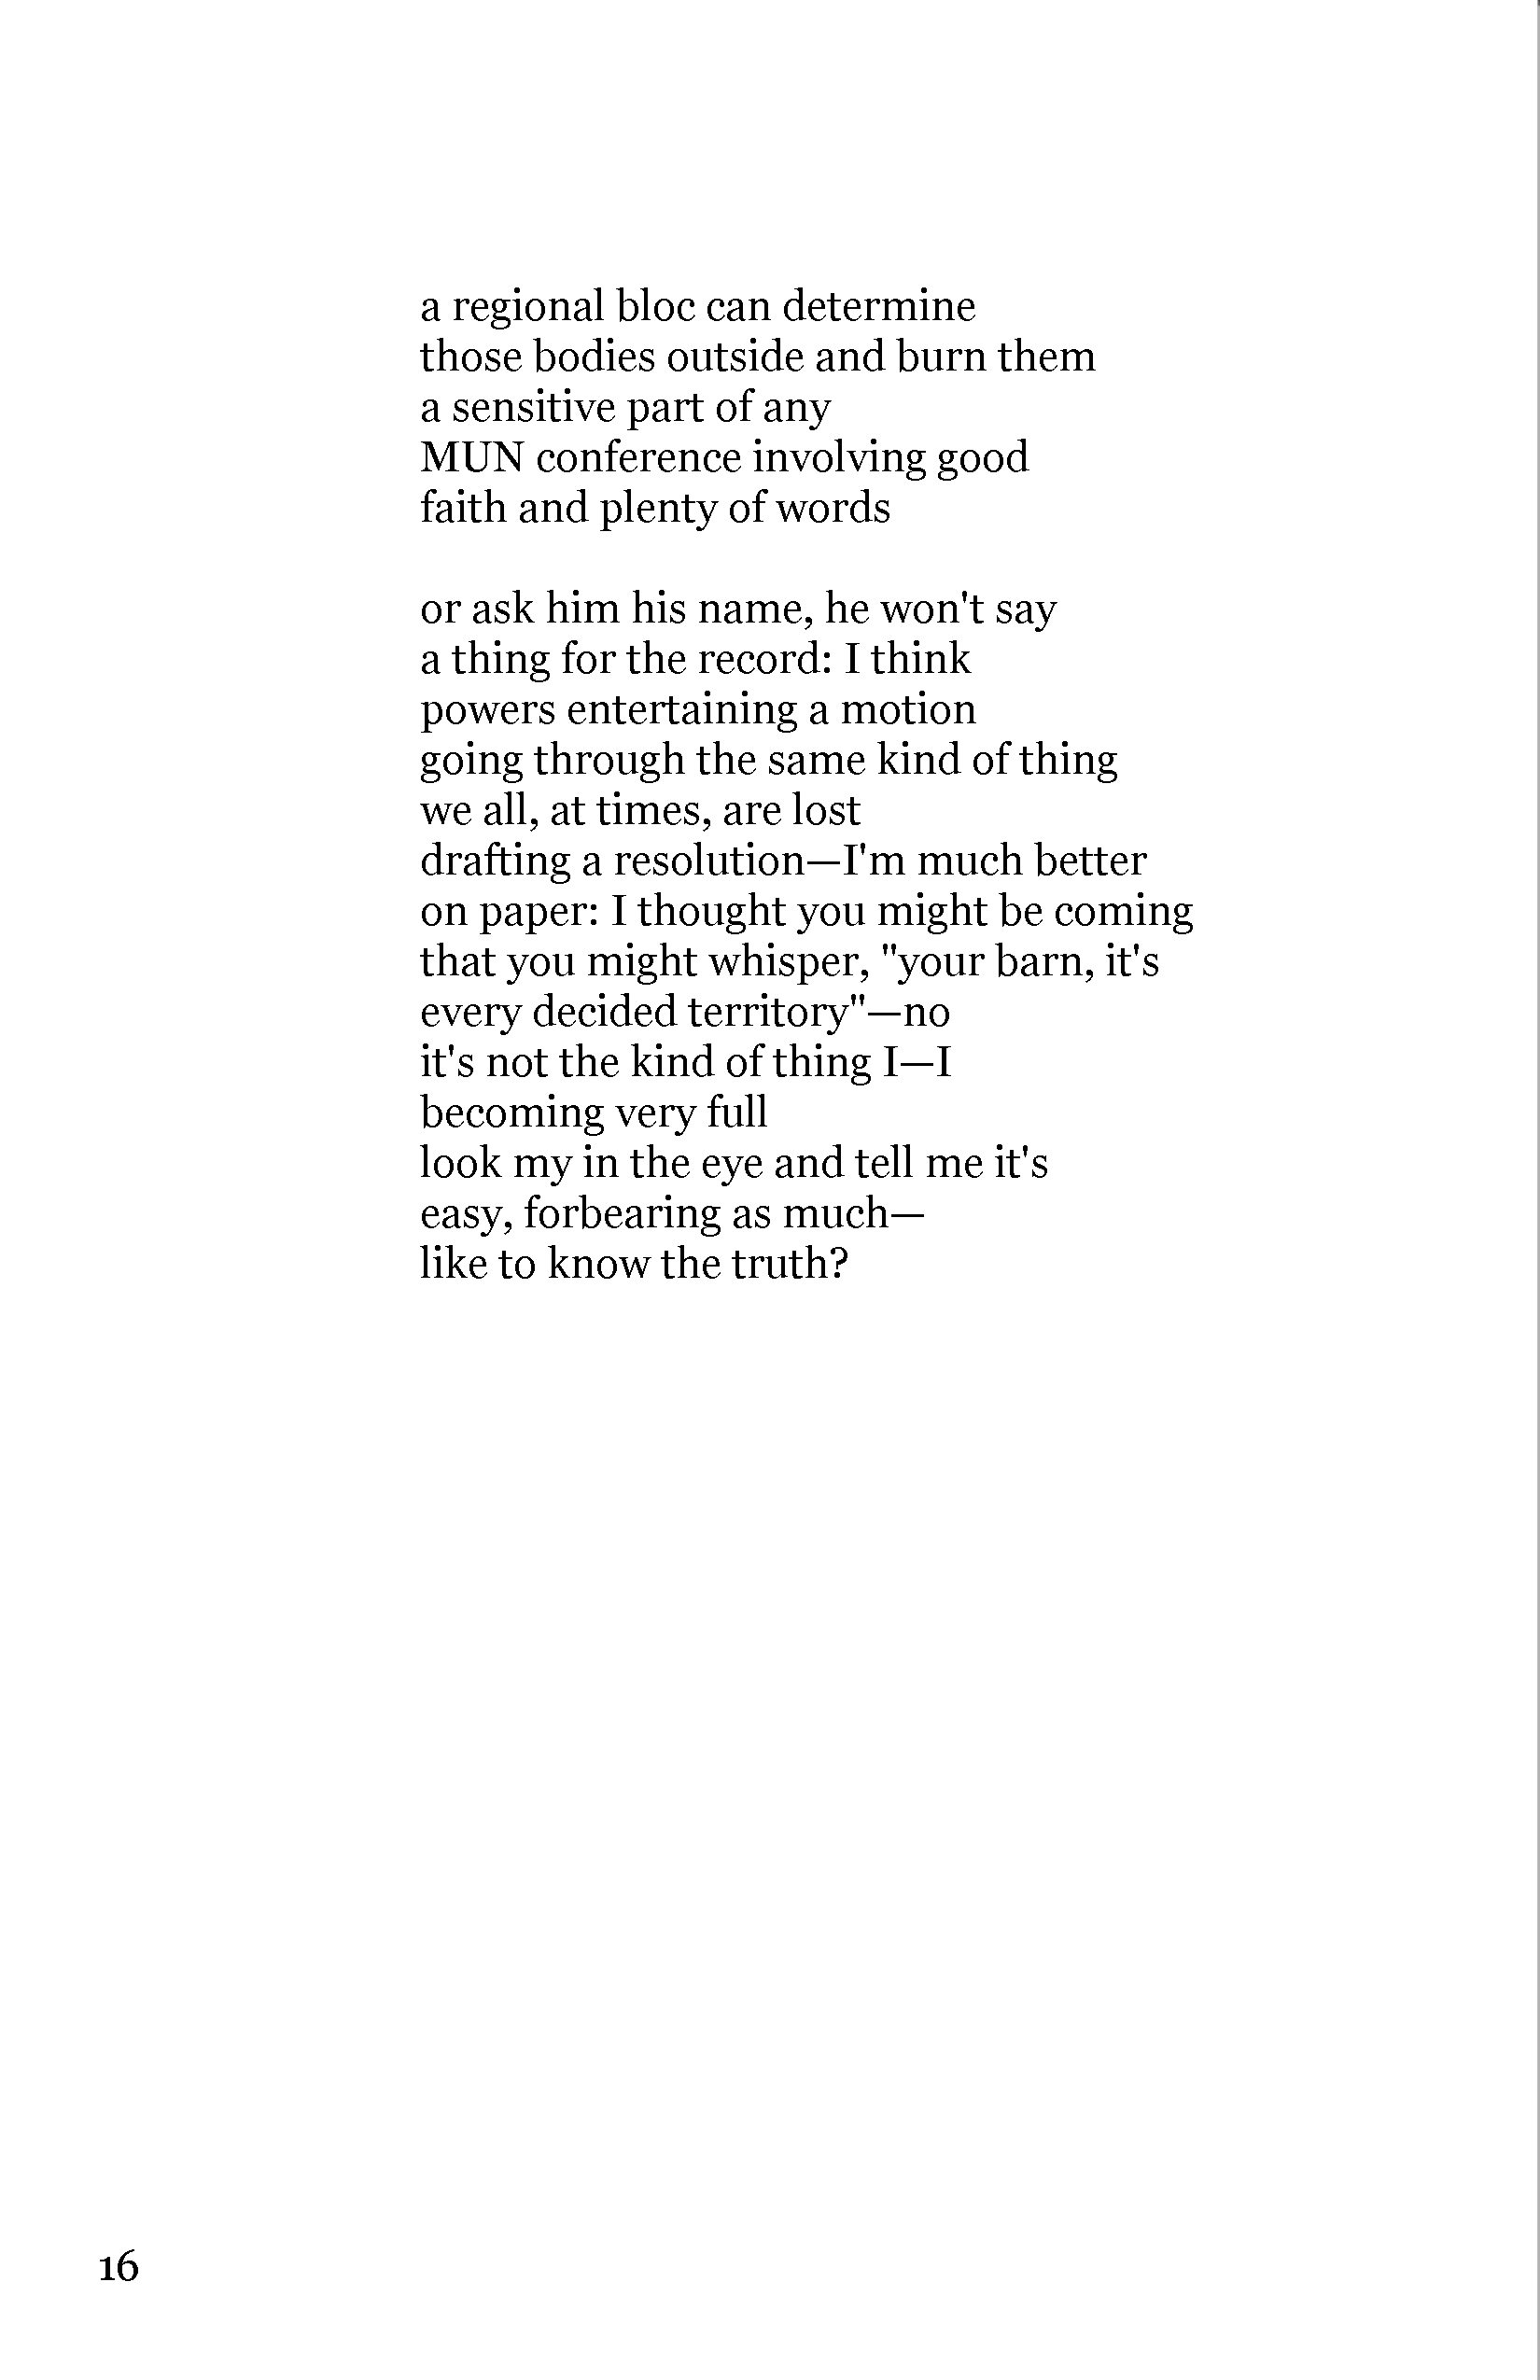 a regional bloc can determine
those bodies outside and burn them
a sensitive part of any
MUN conference involving good
faith and plenty of words
or ask him his name, he won't say
a thing for the record: I think
powers entertaining a motion
going through the same kind of thing
we all, at times, are lost
drafting a resolution—I'm much better
on paper: I thought you might be coming
that you might whisper, "your barn, it's
every decided territory"—no
it's not the kind of thing I—I
becoming very full
look my in the eye and tell me it's
easy, forbearing as much—
like to know the truth?
16